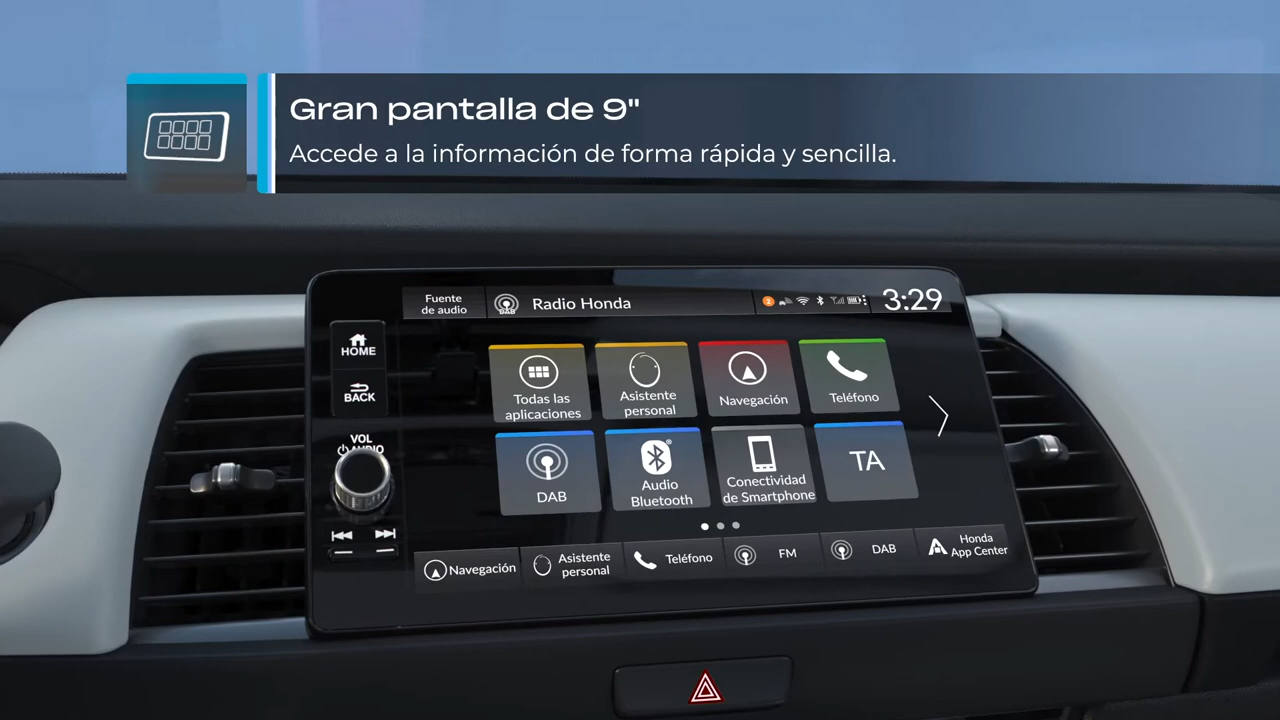 Gran pantalla de 9"
Accede a la información de forma rápida y sencilla.
Fuente
de audio
DAB
Radio Honda
2
3:29
HOME
BACK
VOL
AUDIO
Todas las
aplicaciones
Asistente
personal
Navegación
Teléfono
DAB
Audio
Bluetooth
Conectividad
de Smartphone
TA
Navegación
Asistente
personal
Teléfono
FM
DAB
Honda
App Center